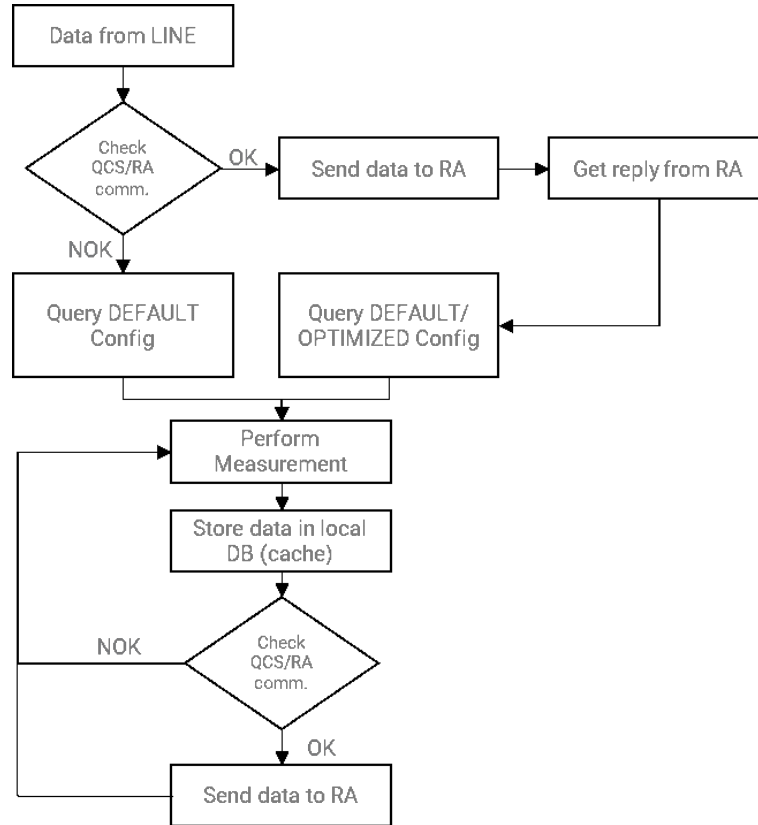 Data from LINE
Check
QCS/RA
comm.
OK
Send data to RA
Get reply from RA
NOK
Query DEFAULT
Config
Query DEFAULT/
OPTIMIZED Config
Perform
Measurement
Store data in local
DB (cache)
NOK
Check
QCS/RA
comm.
OK
Send data to RA